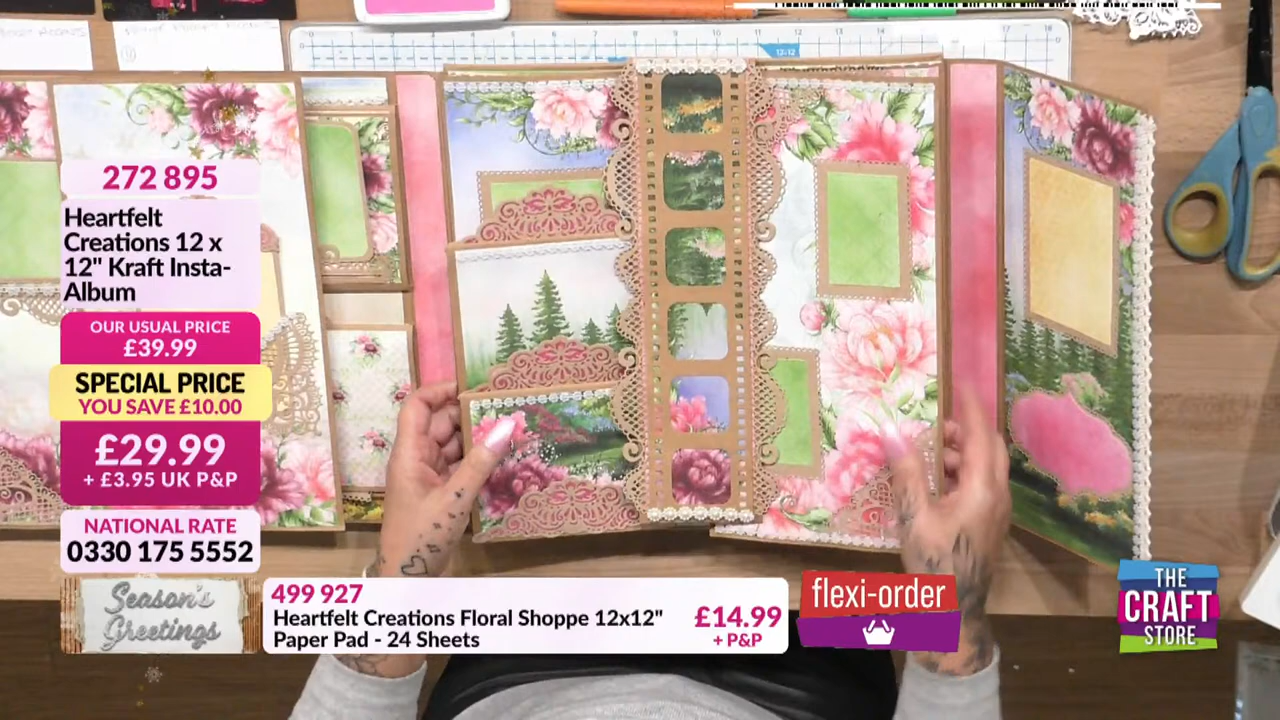 272 895
Heartfelt
Creations 12 x
12" Kraft Insta-
Album
OUR USUAL PRICE
£39.99
SPECIAL PRICE
YOU SAVE £10.00
£29.99
+ £3.95 UK P&P
NATIONAL RATE
0330 175 5552
Season's
Greetings
499 927
Heartfelt Creations Floral Shoppe 12x12"
Paper Pad - 24 Sheets
£14.99
+ P&P
flexi-order
THE
CRAFT
STORE